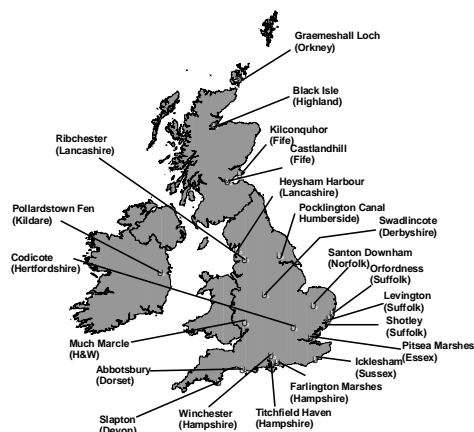 Graemeshall Loch
(Orkney)
Black Isle
(Highland)
Ribchester
(Lancashire)
Kilconquhor
(Fife)
Castlandhill
(Fife)
Heysham Harbour
(Lancashire)
Pollardstown Fen
(Kildare)
Pocklington Canal
Humberside)
Swadlincote
(Derbyshire)
Codicote
(Hertfordshire)
Santon Downham
(Norfolk)
Orfordness
(Suffolk)
Levington
(Suffolk)
Shotley
(Suffolk)
Much Marcle
(H&W)
Pitsea Marshes
(Essex)
Abbotsbury
(Dorset)
Icklesham
(Sussex)
Farlington Marshes
(Hampshire)
Slapton
(Devon)
Winchester
(Hampshire)
Titchfield Haven
(Hampshire)